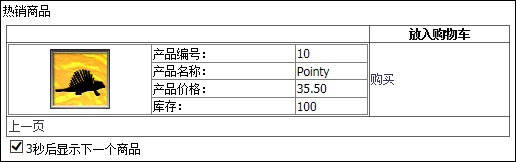 热销商品
放入购物车
产品编号： 10
产品名称： Pointy
产品价格： 35.50
库存： 100
购买
上一页
3秒后显示下一个商品